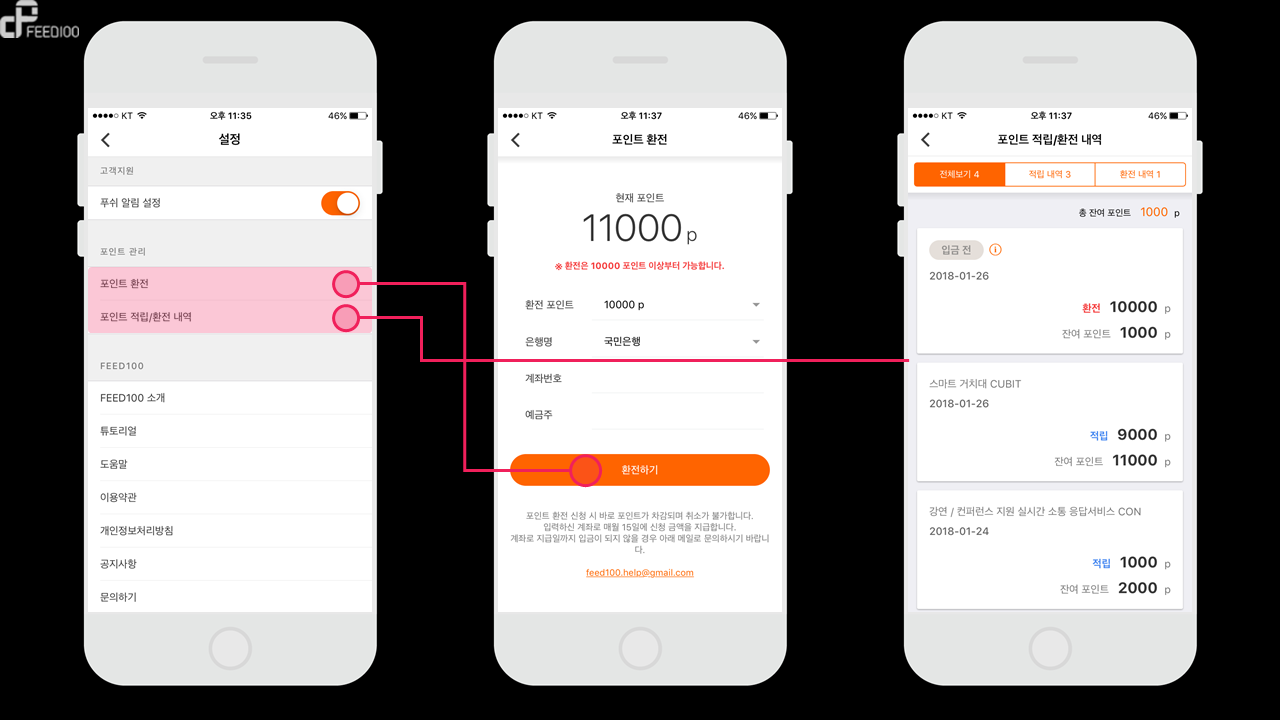 FEED100
●●●●○ KT 오후 11:35 46%
설정
고객지원
푸쉬 알림 설정
포인트 관리
포인트 환전
포인트 적립/환전 내역
FEED100
FEED100 소개
튜토리얼
도움말
이용약관
개인정보처리방침
공지사항
문의하기
●●●●○ KT 오후 11:37 46%
포인트 환전
현재 포인트
11000 p
※ 환전은 10000 포인트 이상부터 가능합니다.
환전 포인트 10000 p
은행명 국민은행
계좌번호
예금주
환전하기
포인트 환전 신청 시 바로 포인트가 차감되며 취소가 불가합니다.
입력하신 계좌로 매월 15일에 신청 금액을 지급합니다.
계좌로 지급일까지 입금이 되지 않을 경우 아래 메일로 문의하시기 바랍니
다.
feed100.help@gmail.com
●●●●○ KT 오후 11:37 46%
포인트 적립/환전 내역
전체보기 4 적립 내역 3 환전 내역 1
총 잔여 포인트 1000 p
입금 전
2018-01-26
환전 10000 p
잔여 포인트 1000 p
스마트 거치대 CUBIT
2018-01-26
적립 9000 p
잔여 포인트 11000 p
강연 / 컨퍼런스 지원 실시간 소통 응답서비스 CON
2018-01-24
적립 1000 p
잔여 포인트 2000 p